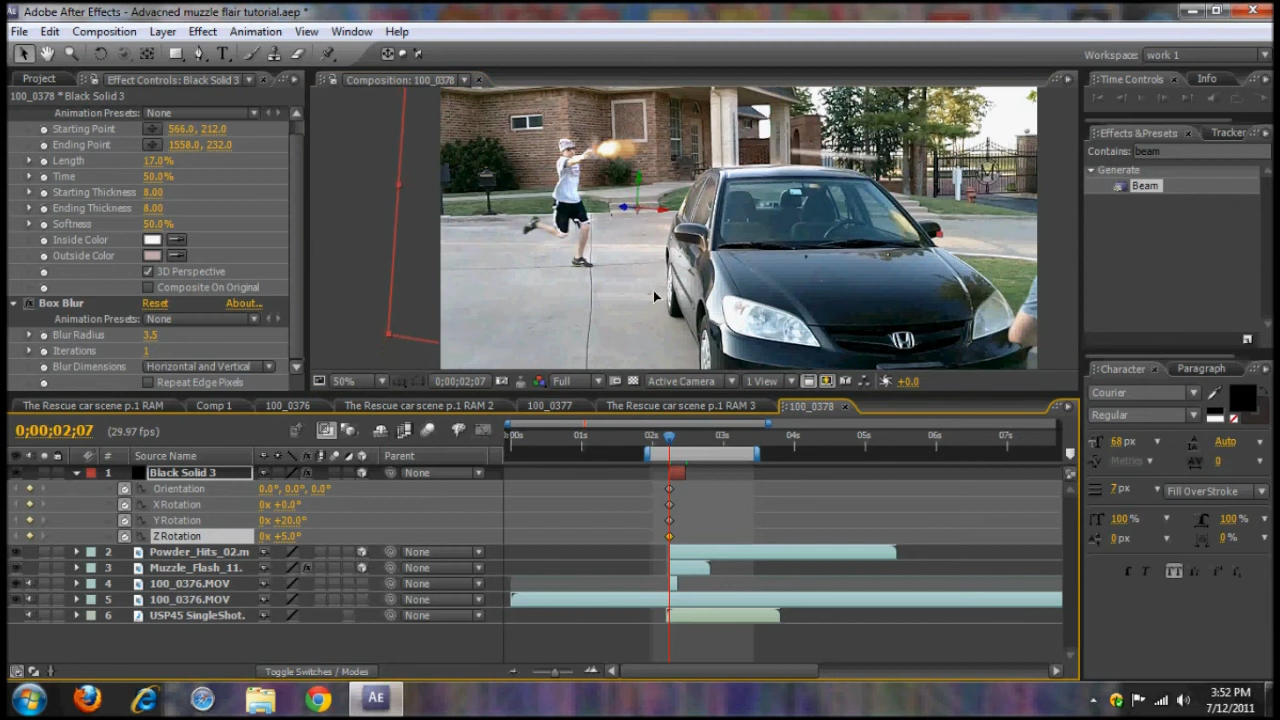 Adobe After Effects - Advacned muzzle flair tutorial.aep *
File Edit Composition Layer Effect Animation View Window Help
Workspace: work 1
Project Effect Controls: Black Solid 3
Composition: 100_0378
Time Controls Info
100_0378 * Black Solid 3
Animation Presets: None
Starting Point 566.0, 212.0
Ending Point 1558.0, 232.0
Length 17.0%
Time 50.0%
Starting Thickness 8.00
Ending Thickness 8.00
Softness 50.0%
Inside Color
Outside Color
3D Perspective
Composite On Original
Box Blur Reset About...
Animation Presets: None
Blur Radius 3.5
Iterations 1
Blur Dimensions Horizontal and Vertical
Repeat Edge Pixels
Effects & Presets Tracker
Contains: beam
Generate
Beam
50% 0;00;02;07 Full Active Camera 1 View +0.0
Character Paragraph
Courier
Regular
68 px Auto
Metrics 0
7 px Fill Over Stroke
100% 100%
0 px 0 %
The Rescue car scene p.1 RAM Comp 1 100_0376 The Rescue car scene p.1 RAM 2 100_0377 The Rescue car scene p.1 RAM 3 100_0378
0;00;02;07 (29.97 fps)
:00s 01s 02s 03s 04s 05s 06s 07s
# Source Name Parent
1 Black Solid 3 None
Orientation 0.0°, 0.0°, 0.0°
X Rotation 0x +0.0°
Y Rotation 0x +20.0°
Z Rotation 0x +5.0°
2 Powder_Hits_02.m None
3 Muzzle_Flash_11. None
4 100_0376.MOV None
5 100_0376.MOV None
6 USP45 SingleShot. None
Toggle Switches / Modes
AE
3:52 PM
7/12/2011